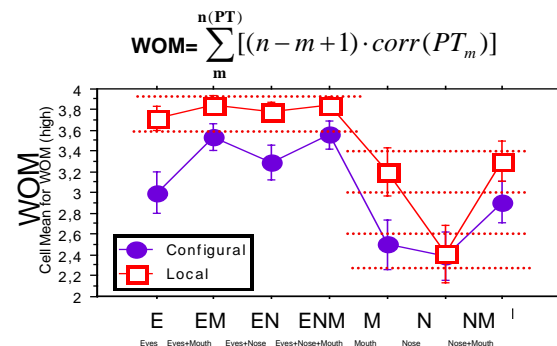 n(PT)
WOM= ∑ [(n − m + 1) · corr(PT_m)]
m
WOM
Cell Mean for WOM (high)
4
3,8
3,6
3,4
3,2
3
2,8
2,6
2,4
2,2
2
Configural
Local
E EM EN ENM M N NM l
Eyes Eyes+Mouth Eyes+Nose Eyes+Nose+Mouth Mouth Nose Nose+Mouth